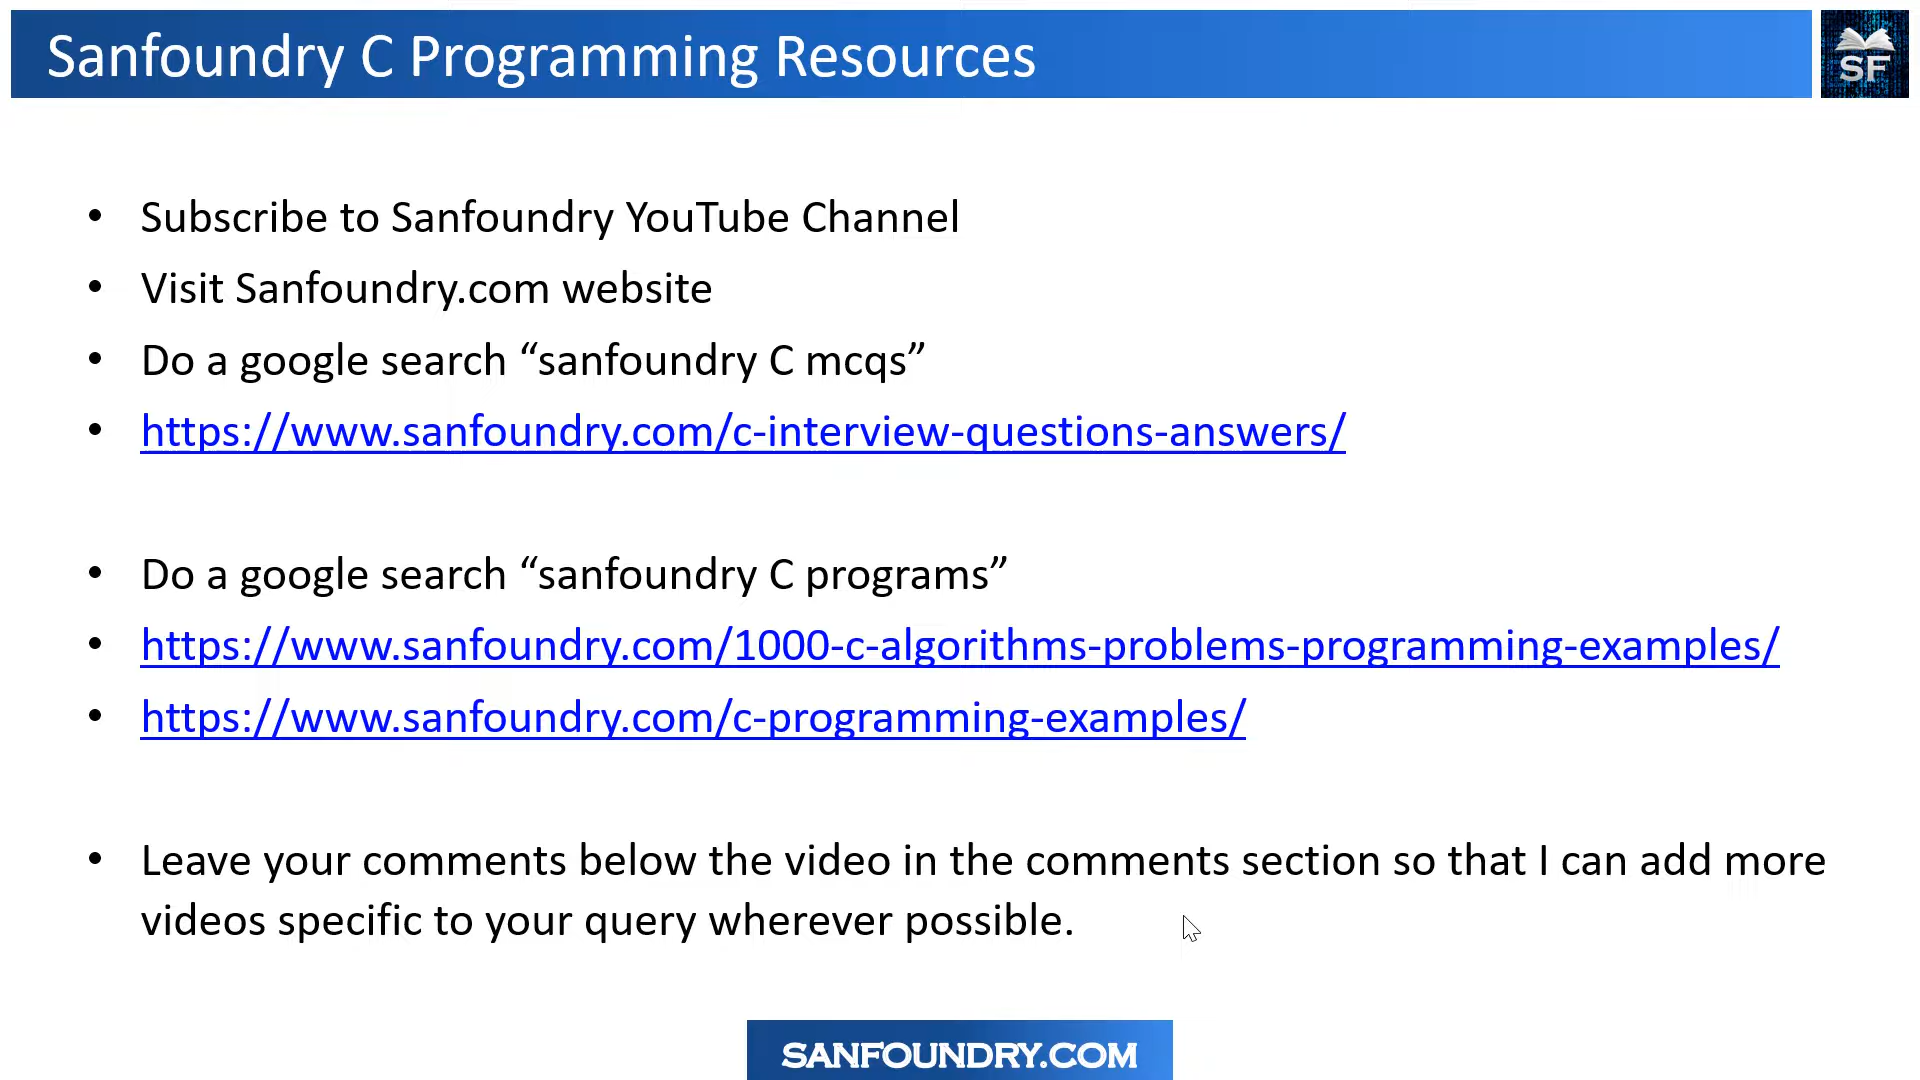 Sanfoundry C Programming Resources
SF
• Subscribe to Sanfoundry YouTube Channel
• Visit Sanfoundry.com website
• Do a google search “sanfoundry C mcqs”
• https://www.sanfoundry.com/c-interview-questions-answers/
• Do a google search “sanfoundry C programs”
• https://www.sanfoundry.com/1000-c-algorithms-problems-programming-examples/
• https://www.sanfoundry.com/c-programming-examples/
• Leave your comments below the video in the comments section so that I can add more
videos specific to your query wherever possible.
SANFOUNDRY.COM